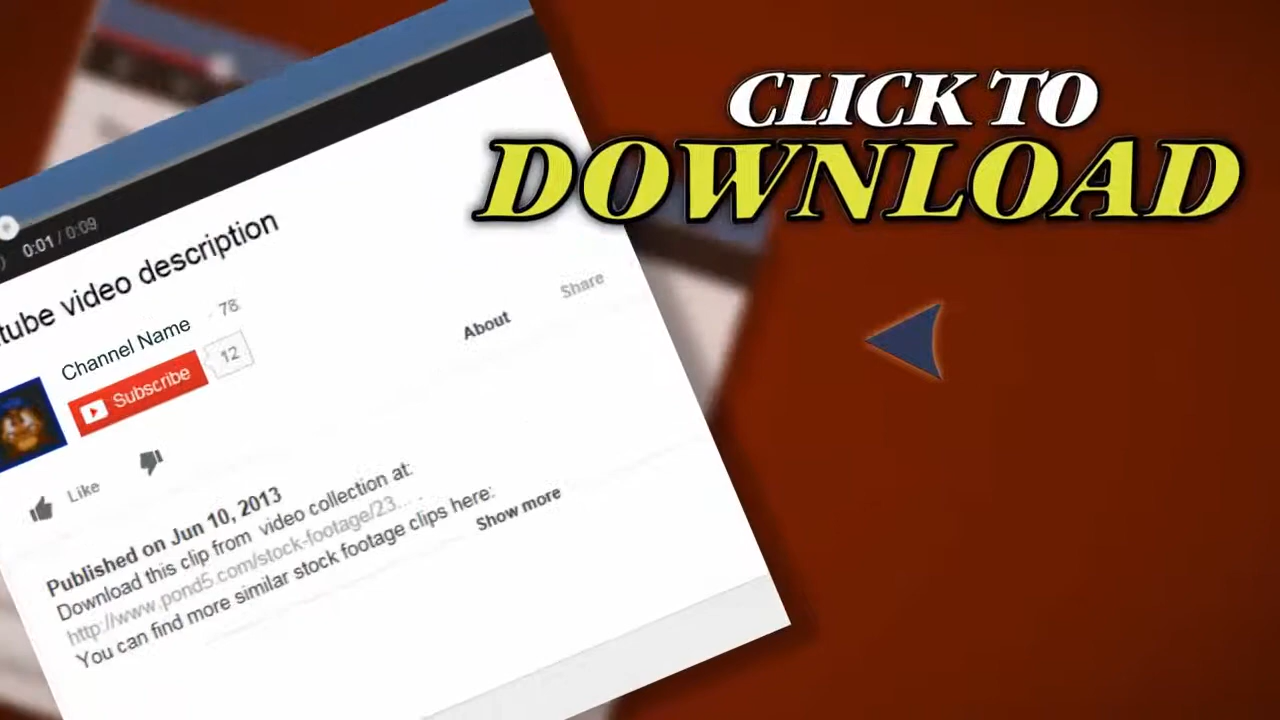 CLICK TO
DOWNLOAD
0:01 / 0:09
tube video description
Channel Name
78
Subscribe
12
About
Share
Like
Published on Jun 10, 2013
Download this clip from video collection at:
http://www.pond5.com/stock-footage/23...
You can find more similar stock footage clips here:
Show more